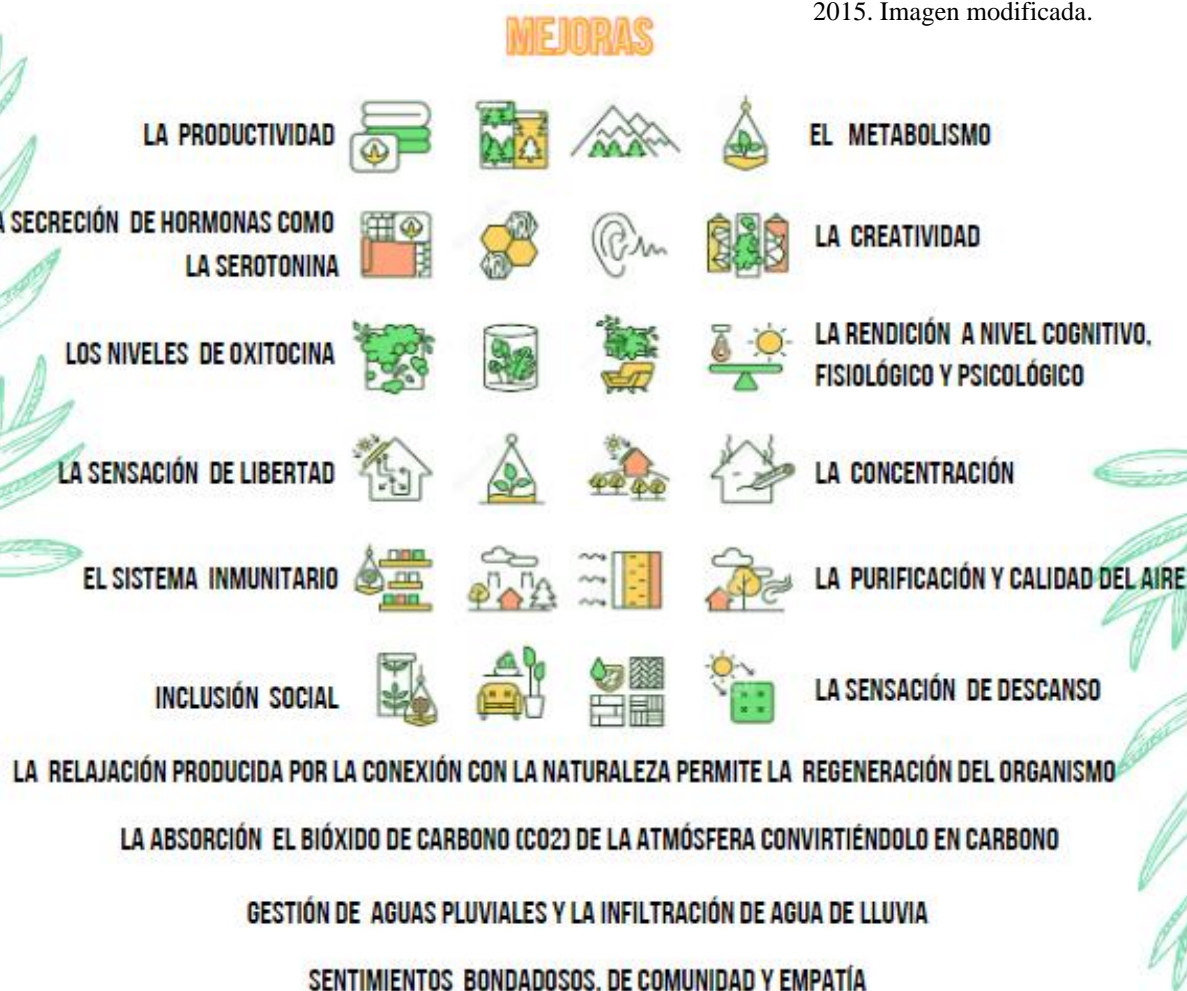 2015. Imagen modificada.
MEJORAS
LA PRODUCTIVIDAD
EL METABOLISMO
A SECRECIÓN DE HORMONAS COMO
LA SEROTONINA
LA CREATIVIDAD
LOS NIVELES DE OXITOCINA
LA RENDICIÓN A NIVEL COGNITIVO,
FISIOLÓGICO Y PSICOLÓGICO
LA SENSACIÓN DE LIBERTAD
LA CONCENTRACIÓN
EL SISTEMA INMUNITARIO
LA PURIFICACIÓN Y CALIDAD DEL AIRE
INCLUSIÓN SOCIAL
LA SENSACIÓN DE DESCANSO
LA RELAJACIÓN PRODUCIDA POR LA CONEXIÓN CON LA NATURALEZA PERMITE LA REGENERACIÓN DEL ORGANISMO
LA ABSORCIÓN EL BIÓXIDO DE CARBONO (CO2) DE LA ATMÓSFERA CONVIRTIÉNDOLO EN CARBONO
GESTIÓN DE AGUAS PLUVIALES Y LA INFILTRACIÓN DE AGUA DE LLUVIA
SENTIMIENTOS BONDADOSOS, DE COMUNIDAD Y EMPATÍA